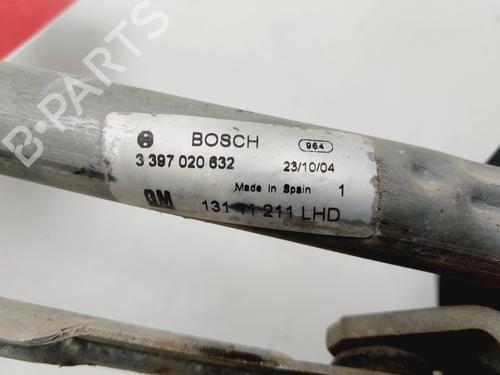 BOSCH 964
3 397 020 632 23/10/04
Made in Spain 1
GM 131 11 211 LHD
B-PARTS